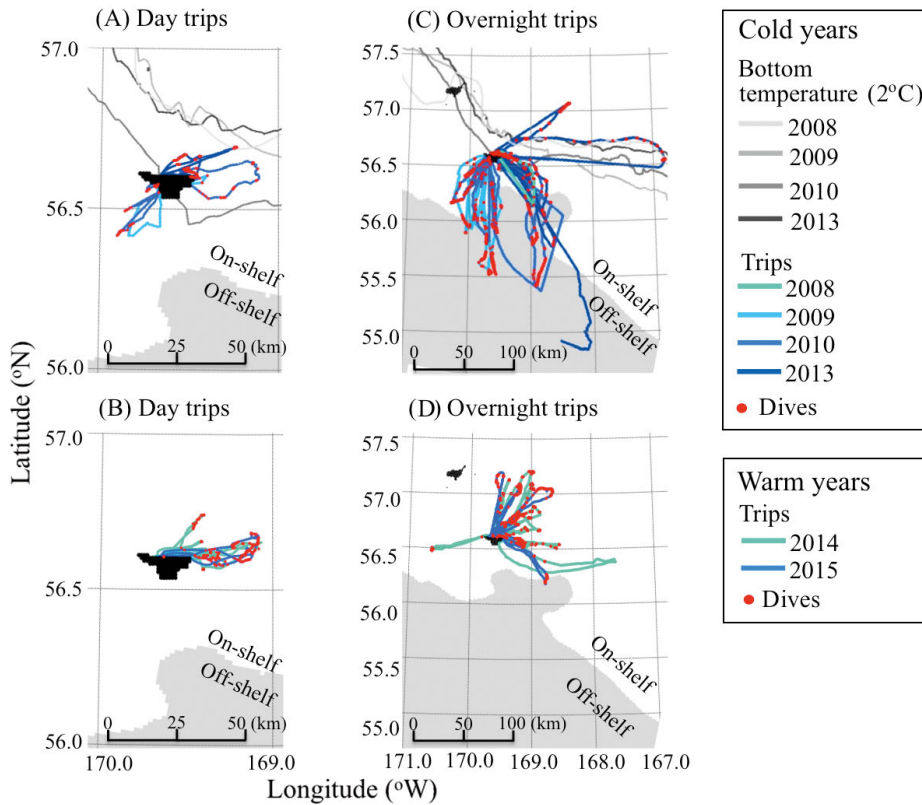 (A) Day trips
57.0
56.5
56.0
On-shelf
Off-shelf
0 25 50 (km)
(B) Day trips
57.0
56.5
56.0
On-shelf
Off-shelf
0 25 50 (km)
170.0 169.0
(C) Overnight trips
57.5
57.0
56.5
56.0
55.5
55.0
On-shelf
Off-shelf
0 50 100 (km)
(D) Overnight trips
57.5
57.0
56.5
56.0
55.5
55.0
On-shelf
Off-shelf
0 50 100 (km)
171.0 170.0 169.0 168.0 167.0
Latitude (ºN)
Longitude (ºW)
Cold years
Bottom
temperature (2ºC)
2008
2009
2010
2013
Trips
2008
2009
2010
2013
Dives
Warm years
Trips
2014
2015
Dives